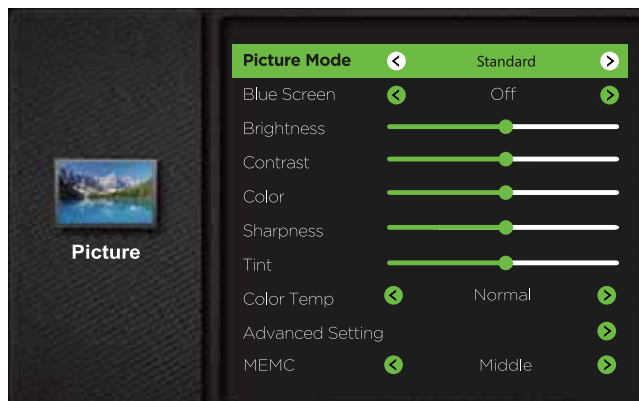 Picture
Picture Mode Standard
Blue Screen Off
Brightness
Contrast
Color
Sharpness
Tint
Color Temp Normal
Advanced Setting
MEMC Middle